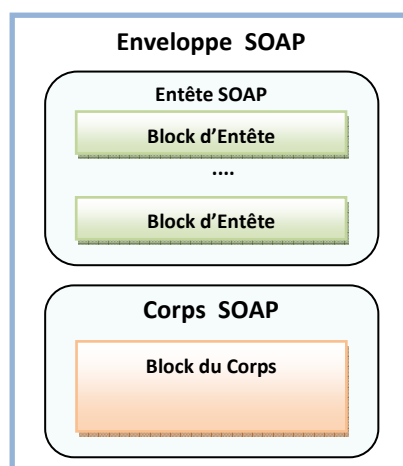 Enveloppe SOAP
Entête SOAP
Block d’Entête
....
Block d’Entête
Corps SOAP
Block du Corps